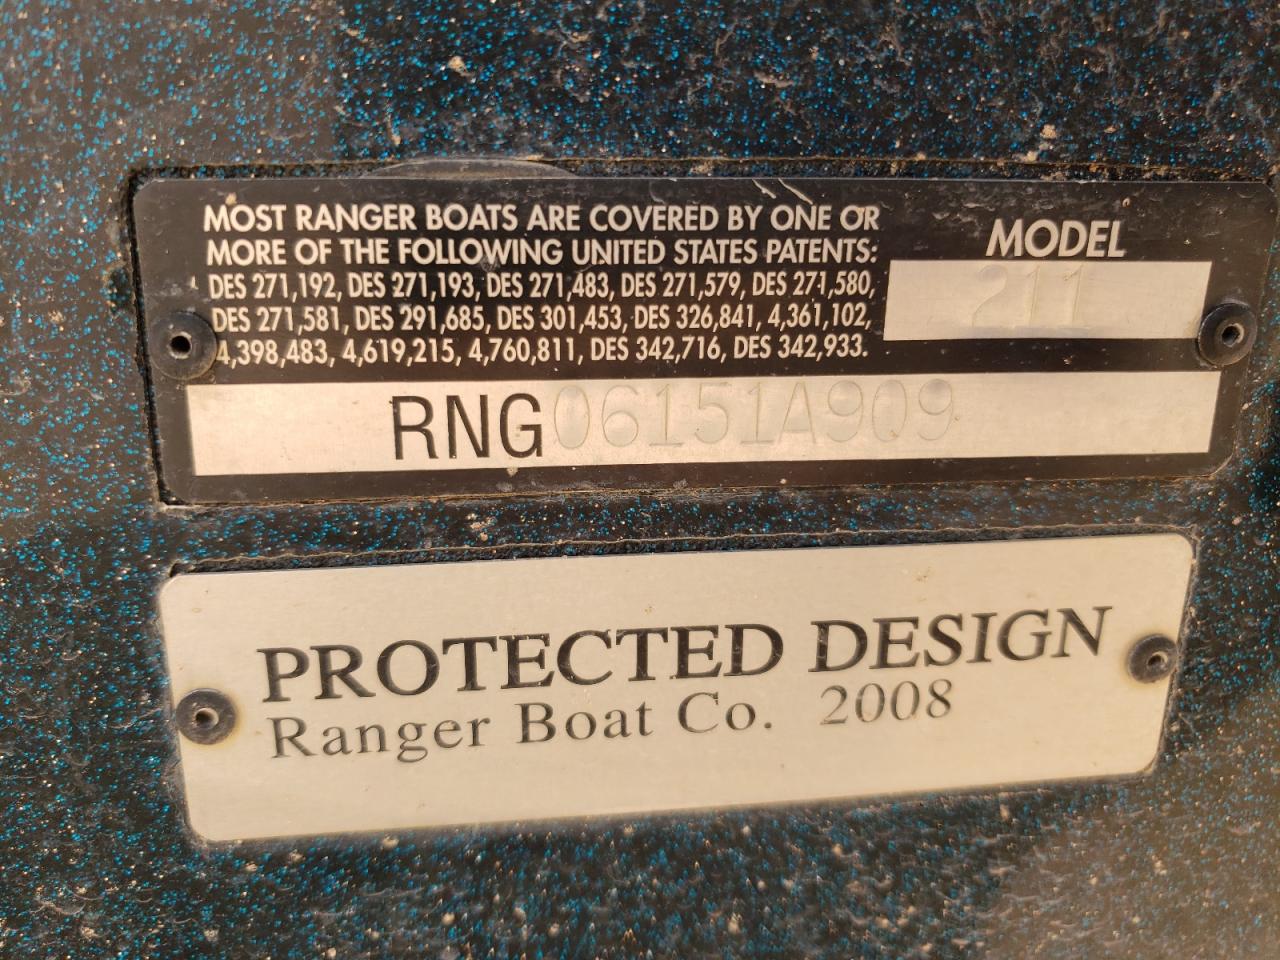 MOST RANGER BOATS ARE COVERED BY ONE OR
MORE OF THE FOLLOWING UNITED STATES PATENTS:
DES 271,192, DES 271,193, DES 271,483, DES 271,579, DES 271,580,
DES 271,581, DES 291,685, DES 301,453, DES 326,841, 4,361,102,
4,398,483, 4,619,215, 4,760,811, DES 342,716, DES 342,933.
MODEL
211
RNG06151A909
PROTECTED DESIGN
Ranger Boat Co. 2008